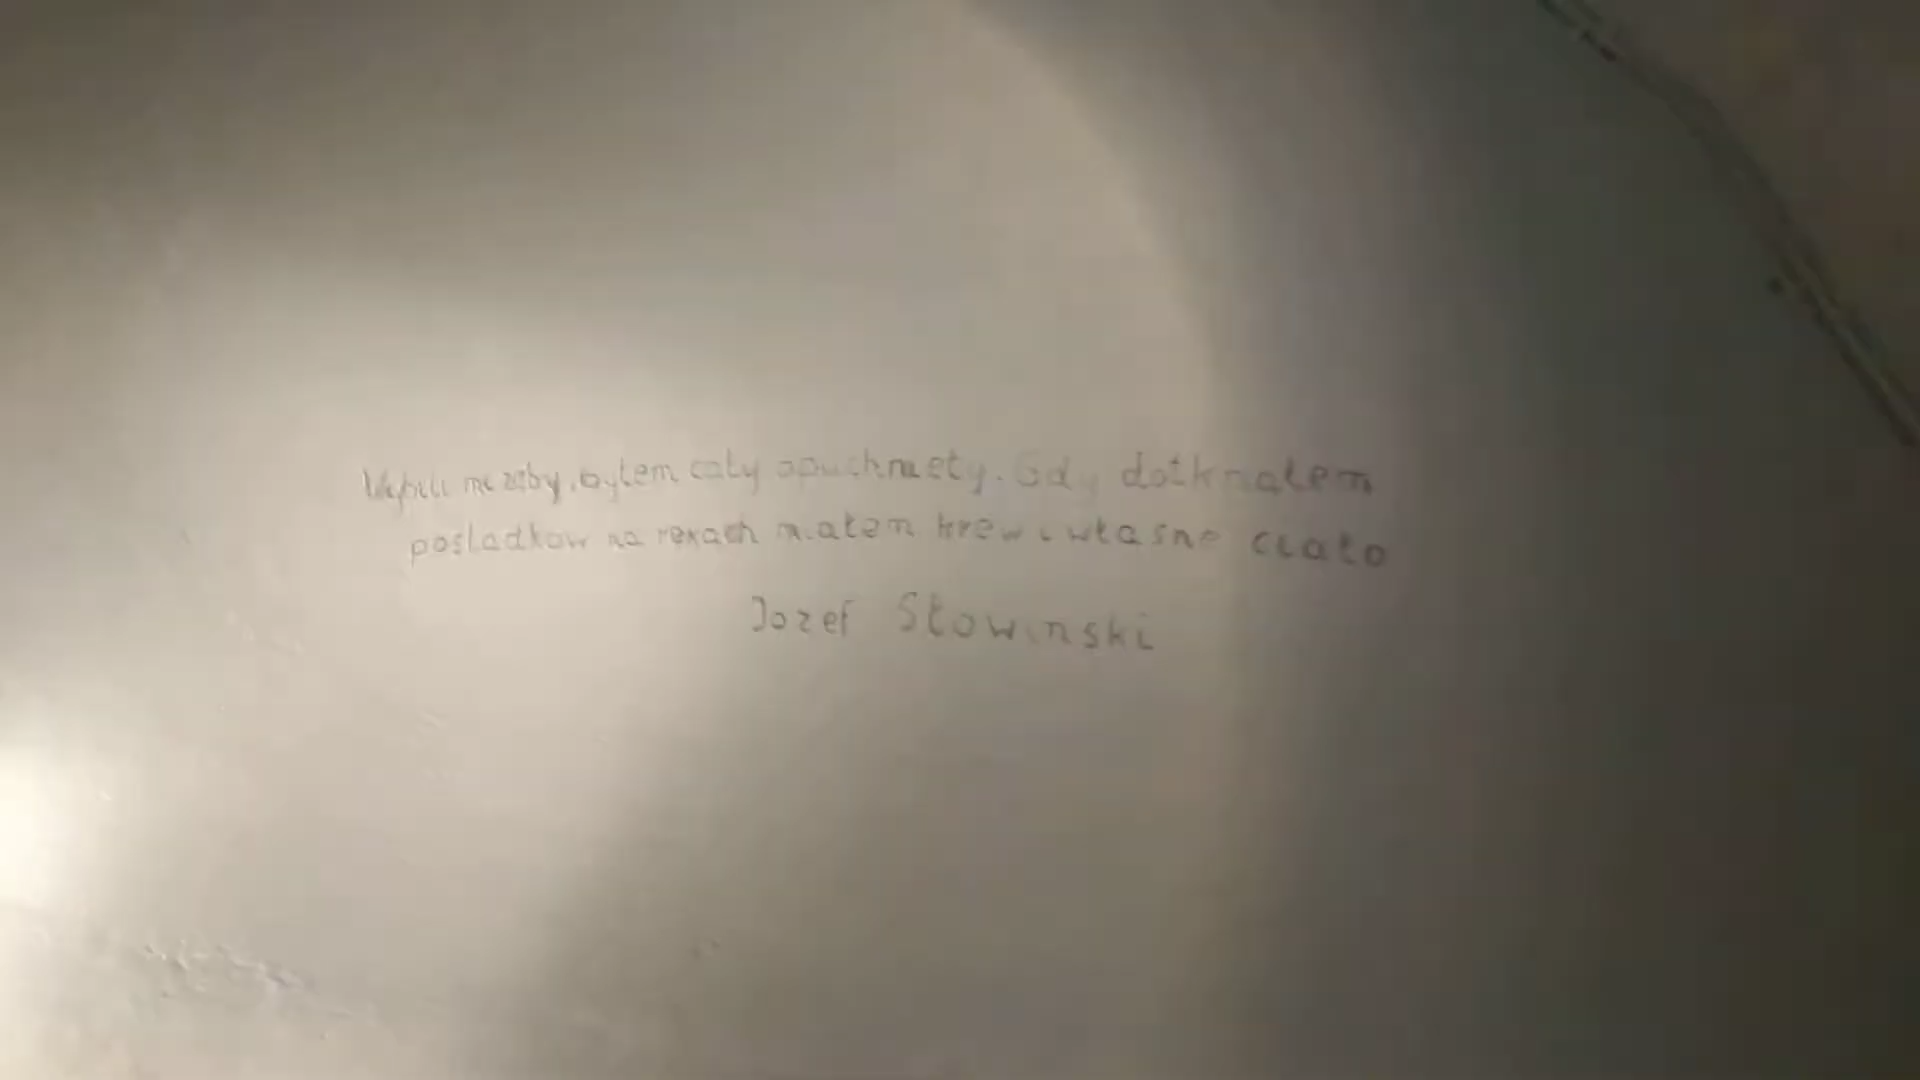 Wybili mi zęby, byłem cały opuchnięty. Gdy dotknąłem
pośladków na rękach miałem krew i własne ciało
Józef Słowiński